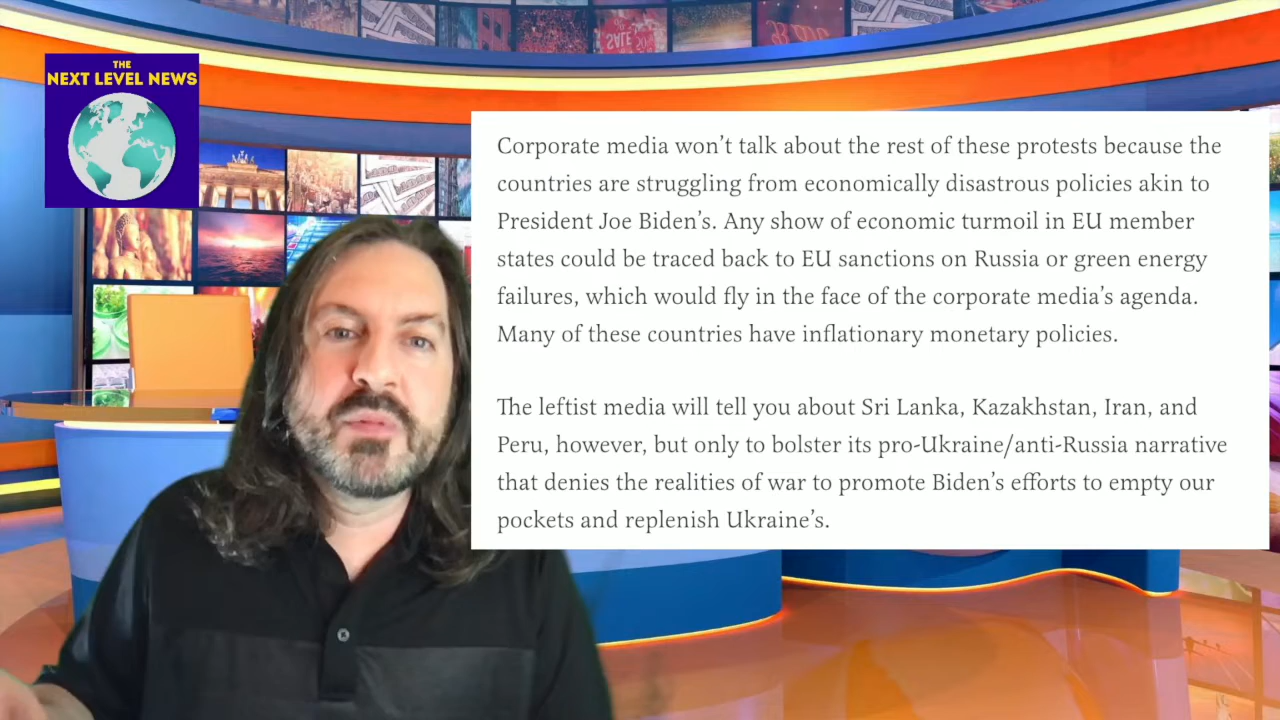 THE
NEXT LEVEL NEWS
SALE
Corporate media won't talk about the rest of these protests because the
countries are struggling from economically disastrous policies akin to
President Joe Biden's. Any show of economic turmoil in EU member
states could be traced back to EU sanctions on Russia or green energy
failures, which would fly in the face of the corporate media's agenda.
Many of these countries have inflationary monetary policies.
The leftist media will tell you about Sri Lanka, Kazakhstan, Iran, and
Peru, however, but only to bolster its pro-Ukraine/anti-Russia narrative
that denies the realities of war to promote Biden's efforts to empty our
pockets and replenish Ukraine's.